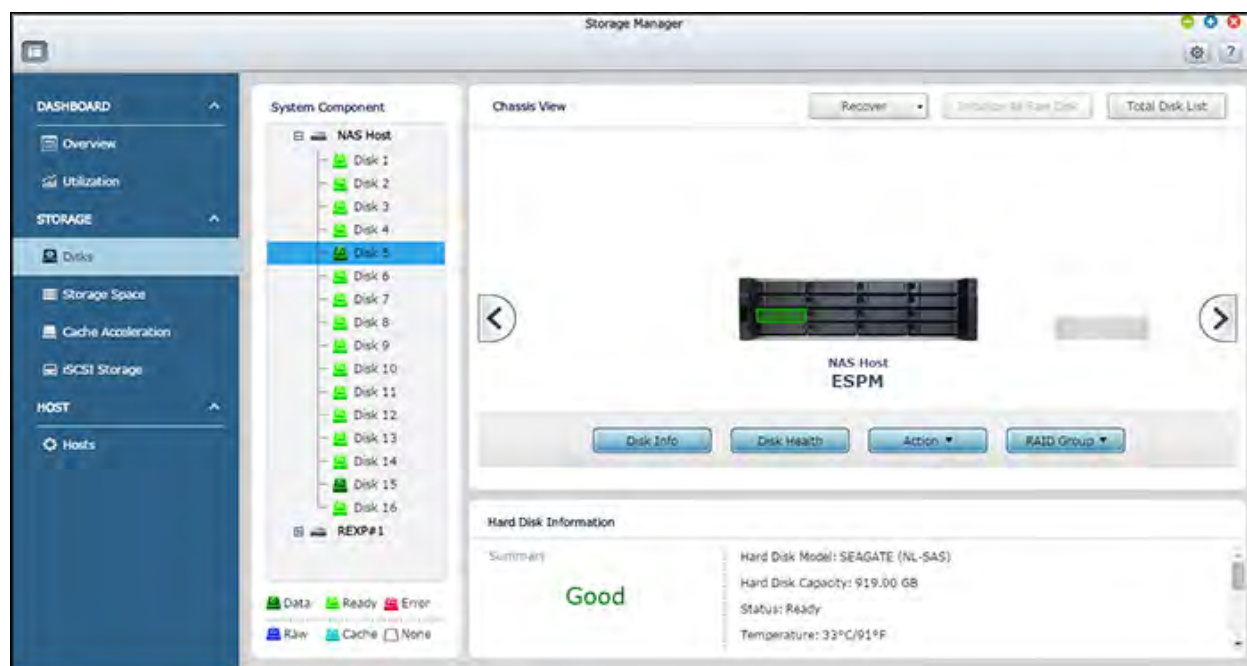 Storage Manager
?
DASHBOARD
Overview
Utilization
STORAGE
Disks
Storage Space
Cache Acceleration
iSCSI Storage
HOST
Hosts
System Component
NAS Host
Disk 1
Disk 2
Disk 3
Disk 4
Disk 5
Disk 6
Disk 7
Disk 8
Disk 9
Disk 10
Disk 11
Disk 12
Disk 13
Disk 14
Disk 15
Disk 16
REXP#1
Data Ready Error
Raw Cache None
Chassis View
Recover
Initialize All Raw Disk
Total Disk List
NAS Host
ESPM
Disk Info
Disk Health
Action
RAID Group
Hard Disk Information
Summary
Good
Hard Disk Model: SEAGATE (NL-SAS)
Hard Disk Capacity: 919.00 GB
Status: Ready
Temperature: 33°C/91°F